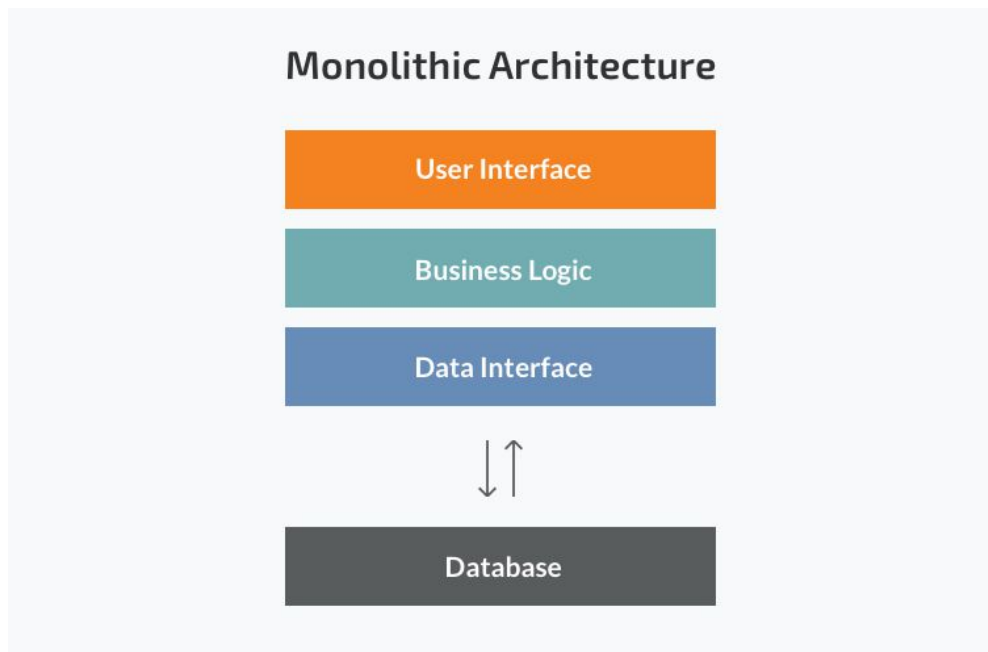 Monolithic Architecture
User Interface
Business Logic
Data Interface
Database